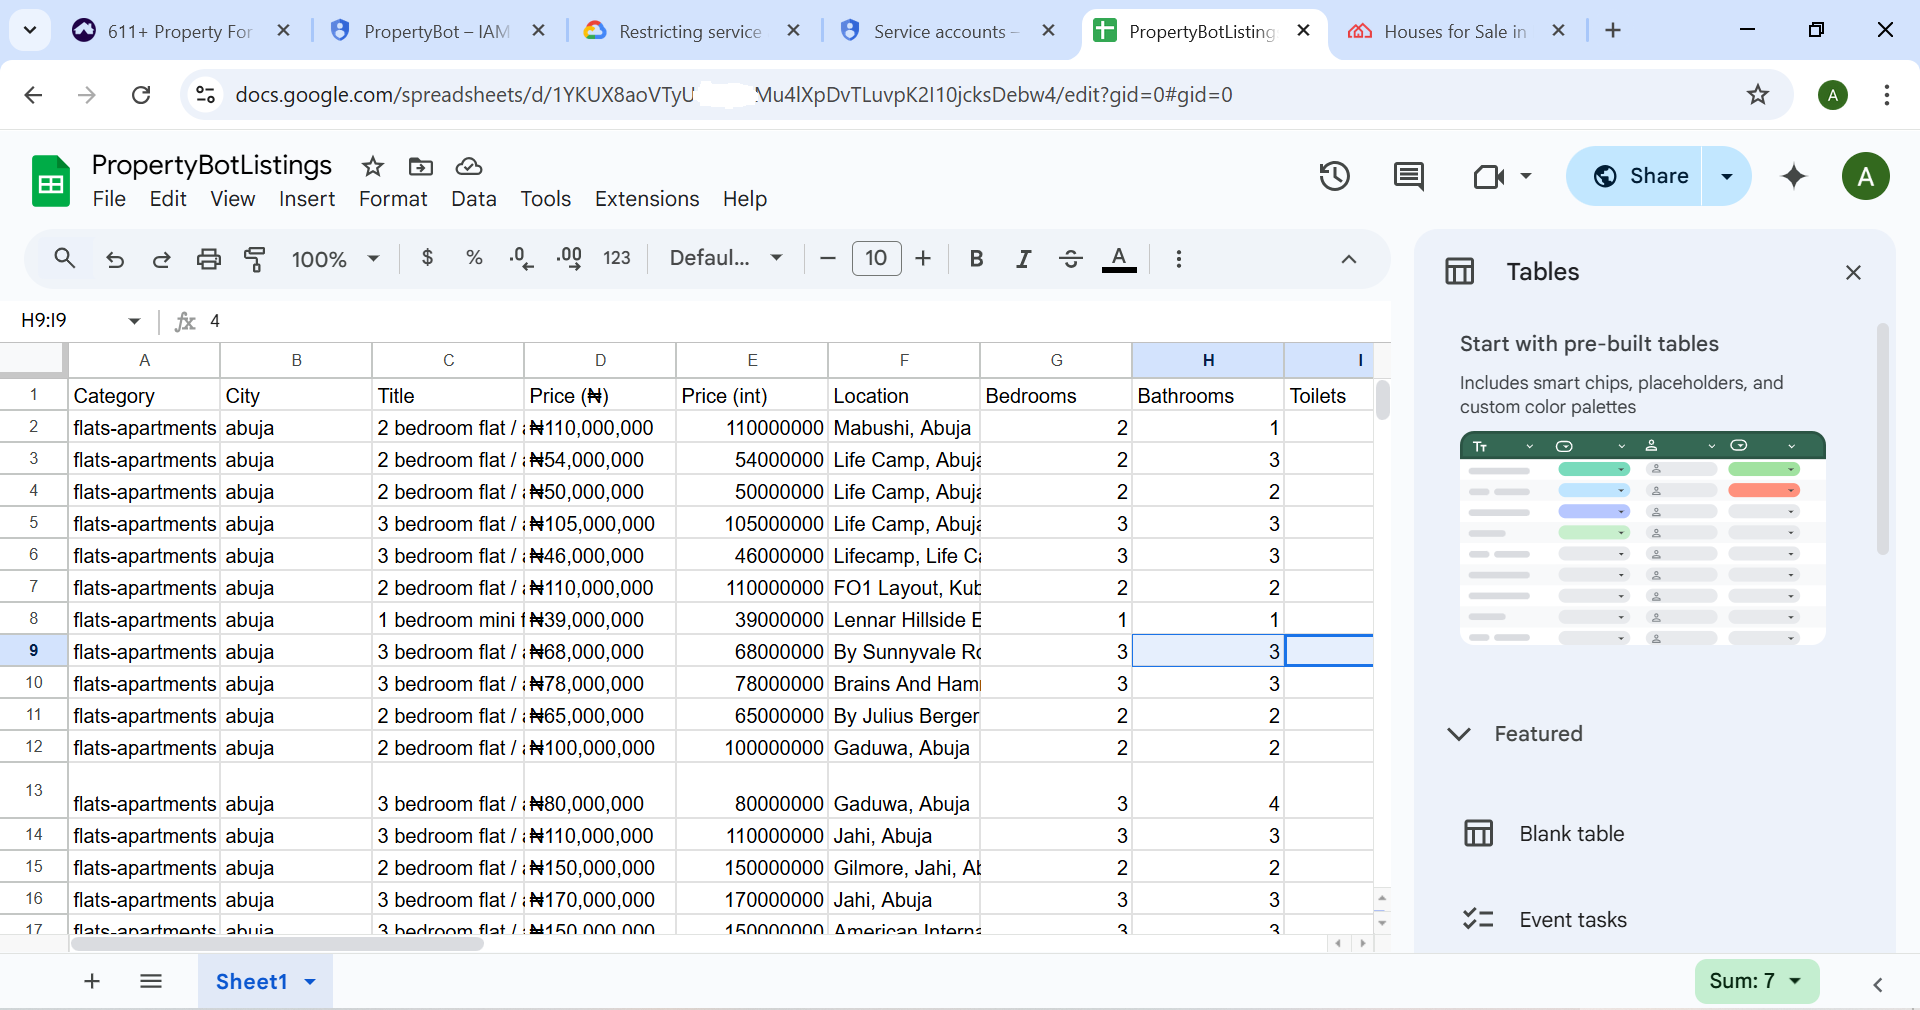 611+ Property For
PropertyBot – IAM
Restricting service
Service accounts –
PropertyBotListing
Houses for Sale in
docs.google.com/spreadsheets/d/1YKUX8aoVTyU Mu4lXpDvTLuvpK2I10jcksDebw4/edit?gid=0#gid=0
A
PropertyBotListings
File Edit View Insert Format Data Tools Extensions Help
Share
A
100% $ % .0 .00 123 Defaul... 10 B I S A
H9:I9 fx 4
A B C D E F G H I
1 Category City Title Price (₦) Price (int) Location Bedrooms Bathrooms Toilets
2 flats-apartments abuja 2 bedroom flat / ₦110,000,000 110000000 Mabushi, Abuja 2 1
3 flats-apartments abuja 2 bedroom flat / ₦54,000,000 54000000 Life Camp, Abuja 2 3
4 flats-apartments abuja 2 bedroom flat / ₦50,000,000 50000000 Life Camp, Abuja 2 2
5 flats-apartments abuja 3 bedroom flat / ₦105,000,000 105000000 Life Camp, Abuja 3 3
6 flats-apartments abuja 3 bedroom flat / ₦46,000,000 46000000 Lifecamp, Life Ca 3 3
7 flats-apartments abuja 2 bedroom flat / ₦110,000,000 110000000 FO1 Layout, Kub 2 2
8 flats-apartments abuja 1 bedroom mini f ₦39,000,000 39000000 Lennar Hillside E 1 1
9 flats-apartments abuja 3 bedroom flat / ₦68,000,000 68000000 By Sunnyvale Ro 3 3
10 flats-apartments abuja 3 bedroom flat / ₦78,000,000 78000000 Brains And Ham 3 3
11 flats-apartments abuja 2 bedroom flat / ₦65,000,000 65000000 By Julius Berger 2 2
12 flats-apartments abuja 2 bedroom flat / ₦100,000,000 100000000 Gaduwa, Abuja 2 2
13 flats-apartments abuja 3 bedroom flat / ₦80,000,000 80000000 Gaduwa, Abuja 3 4
14 flats-apartments abuja 3 bedroom flat / ₦110,000,000 110000000 Jahi, Abuja 3 3
15 flats-apartments abuja 2 bedroom flat / ₦150,000,000 150000000 Gilmore, Jahi, Ab 2 2
16 flats-apartments abuja 3 bedroom flat / ₦170,000,000 170000000 Jahi, Abuja 3 3
17 flats-apartments abuja 3 bedroom flat / ₦150,000,000 150000000 American Interna 3 3
Tables
Start with pre-built tables
Includes smart chips, placeholders, and
custom color palettes
Tт
Featured
Blank table
Event tasks
Sheet1
Sum: 7